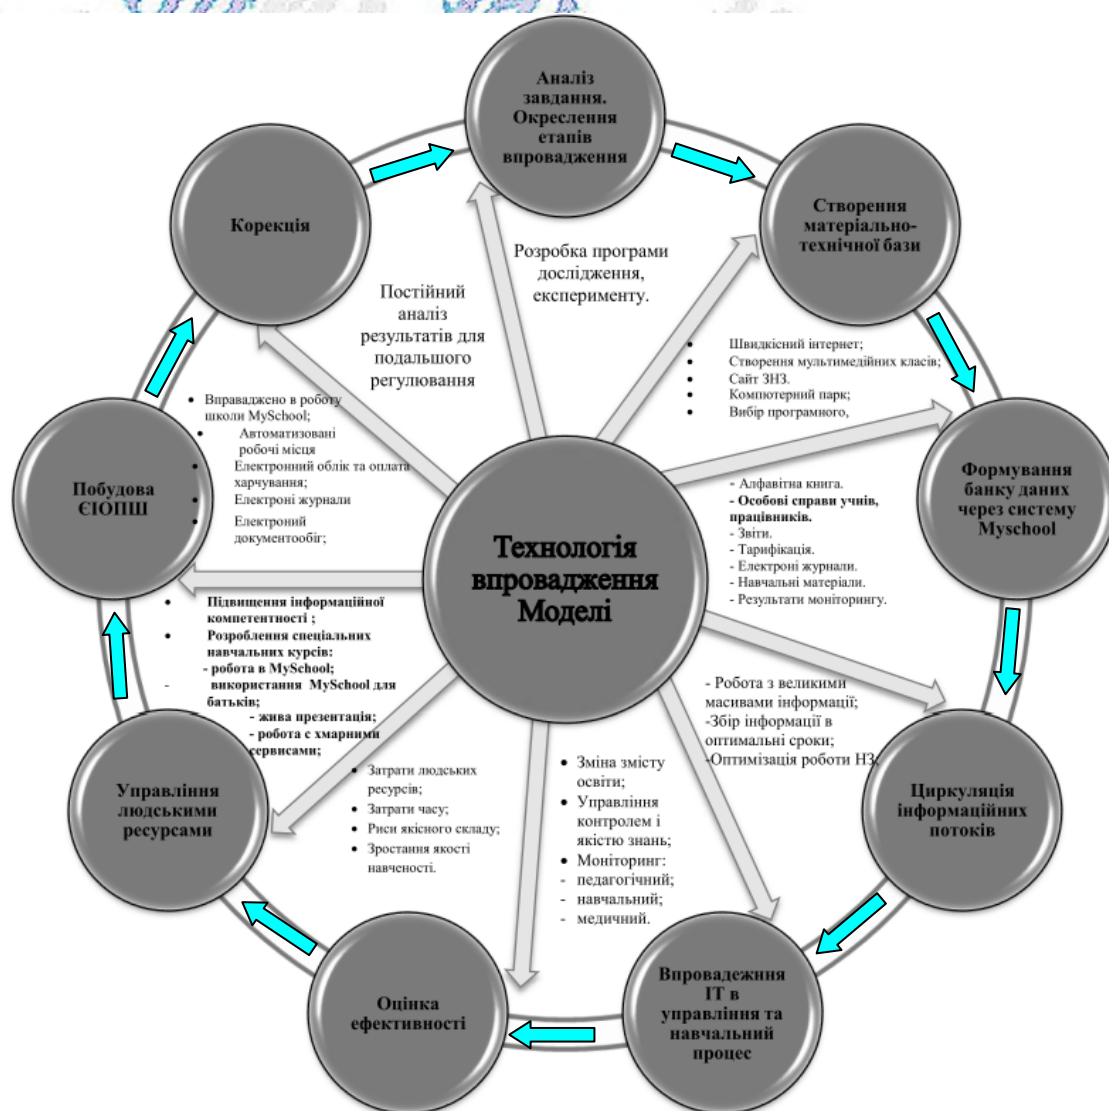 Аналіз
завдання.
Окреслення
етапів
впровадження
Створення
матеріально-
технічної бази
Формування
банку даних
через систему
Myschool
Циркуляція
інформаційних
потоків
Впровадежння
ІТ в
управління та
навчальний
процес
Оцінка
ефективності
Управління
людськими
ресурсами
Побудова
ЄІОПШ
Корекція
Технологія
впровадження
Моделі
Розробка програми
дослідження,
експерименту.
• Швидкісний інтернет;
• Створення мультимедійних класів;
• Сайт ЗНЗ.
• Компютерний парк;
• Вибір програмного,
- Алфавітна книга.
- Особові справи учнів,
працівників.
- Звіти.
- Тарифікація.
- Електроні журнали.
- Навчальні матеріали.
- Результати моніторингу.
- Робота з великими
масивами інформації;
-Збір інформації в
оптимальні сроки;
-Оптимізація роботи НЗ;
• Зміна змісту
освіти;
• Управління
контролем і
якістю знань;
• Моніторинг:
- педагогічний;
- навчальний;
- медичний.
• Затрати людських
ресурсів;
• Затрати часу;
• Риси якісного складу;
• Зростання якості
навченості.
• Підвищення інформаційної
компетентності ;
• Розроблення спеціальних
навчальних курсів:
- робота в MySchool;
- використання MySchool для
батьків;
- жива презентація;
- робота с хмарними
сервисами;
• Вправаджено в роботу
школи MySchool;
• Автоматизовані
робочі місця
• Електронний облік та оплата
харчування;
• Електроні журнали
• Електроний
документообіг;
Постійний
аналіз
результатів для
подальшого
регулювання